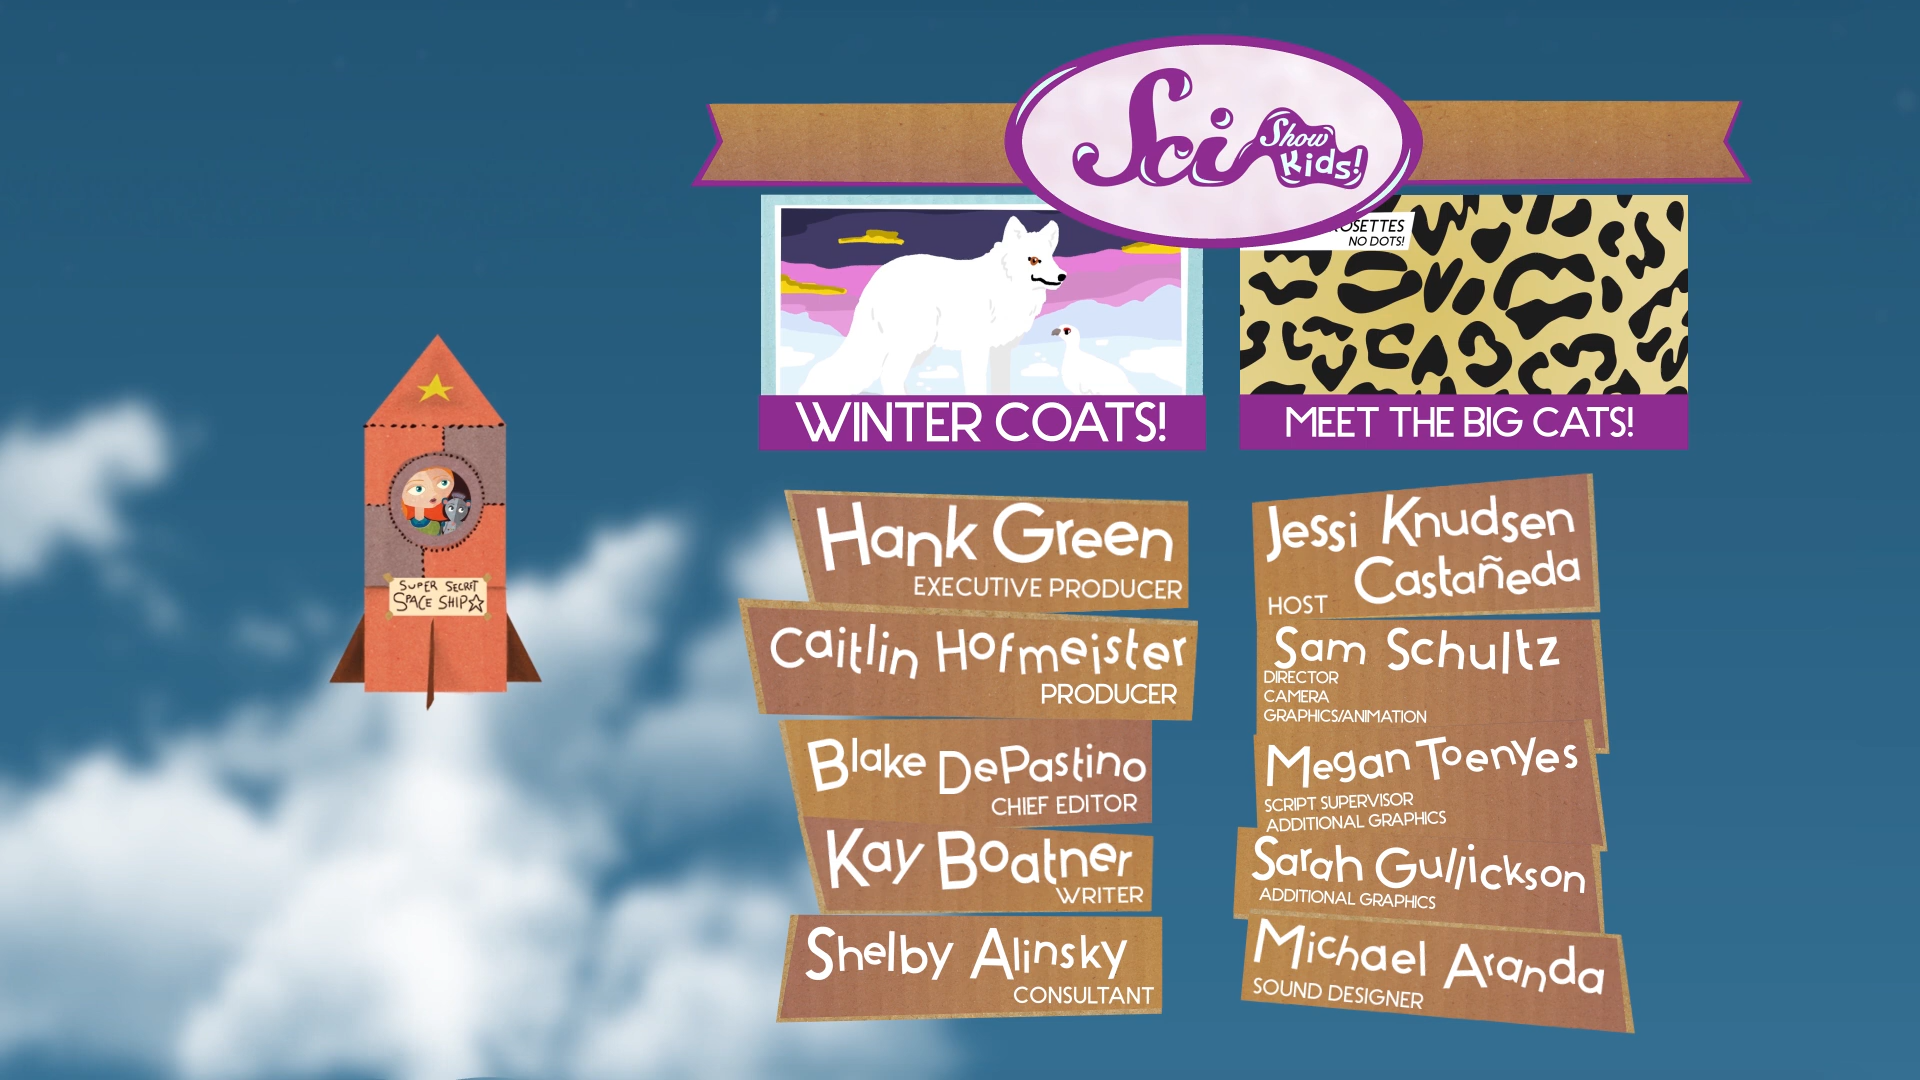 Sci
Show
Kids!
NO DOTS!
WINTER COATS!
MEET THE BIG CATS!
SUPER SECRET
SPACE SHIP
Hank Green
EXECUTIVE PRODUCER
Caitlin Hofmeister
PRODUCER
Blake DePastino
CHIEF EDITOR
Kay Boatner
WRITER
Shelby Alinsky
CONSULTANT
Jessi Knudsen
Castañeda
HOST
Sam Schultz
DIRECTOR
CAMERA
GRAPHICS/ANIMATION
Megan Toenyes
SCRIPT SUPERVISOR
ADDITIONAL GRAPHICS
Sarah Gullickson
ADDITIONAL GRAPHICS
Michael Aranda
SOUND DESIGNER